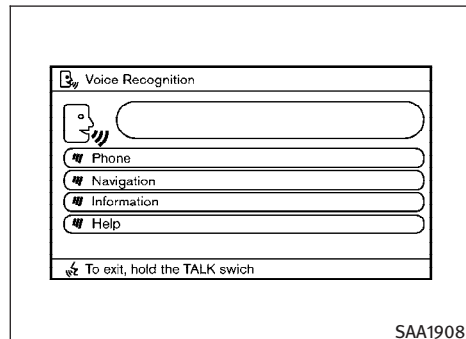 Voice Recognition
Phone
Navigation
Information
Help
To exit, hold the TALK swich
SAA1908